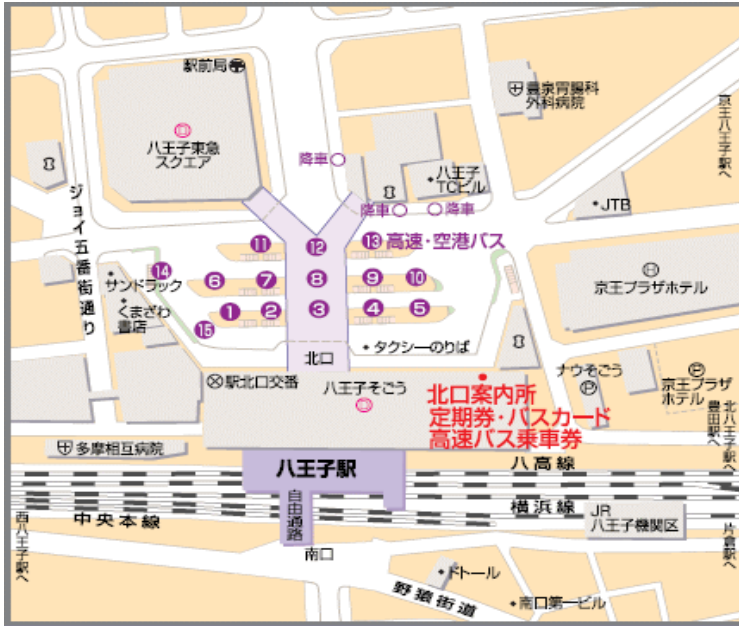 駅前局
八王子東急
スクエア
降車
豊泉胃腸科
外科病院
京王八王子駅へ
八王子
TCビル
降車
降車
JTB
ジョイ五番街通り
11
12
13
高速・空港バス
14
サンドラック
くまざわ
書店
6
7
8
9
10
京王プラザホテル
1
2
3
4
5
15
北口
タクシーのりば
駅北口交番
八王子そごう
ナウそごう
京王プラザ
ホテル
北口案内所
定期券・バスカード
高速バス乗車券
北八王子駅へ
豊田駅へ
多摩相互病院
八王子駅
八高線
自由通路
中央本線
横浜線
JR
八王子機関区
西八王子駅へ
片倉駅へ
南口
ドトール
野猿街道
南口第一ビル